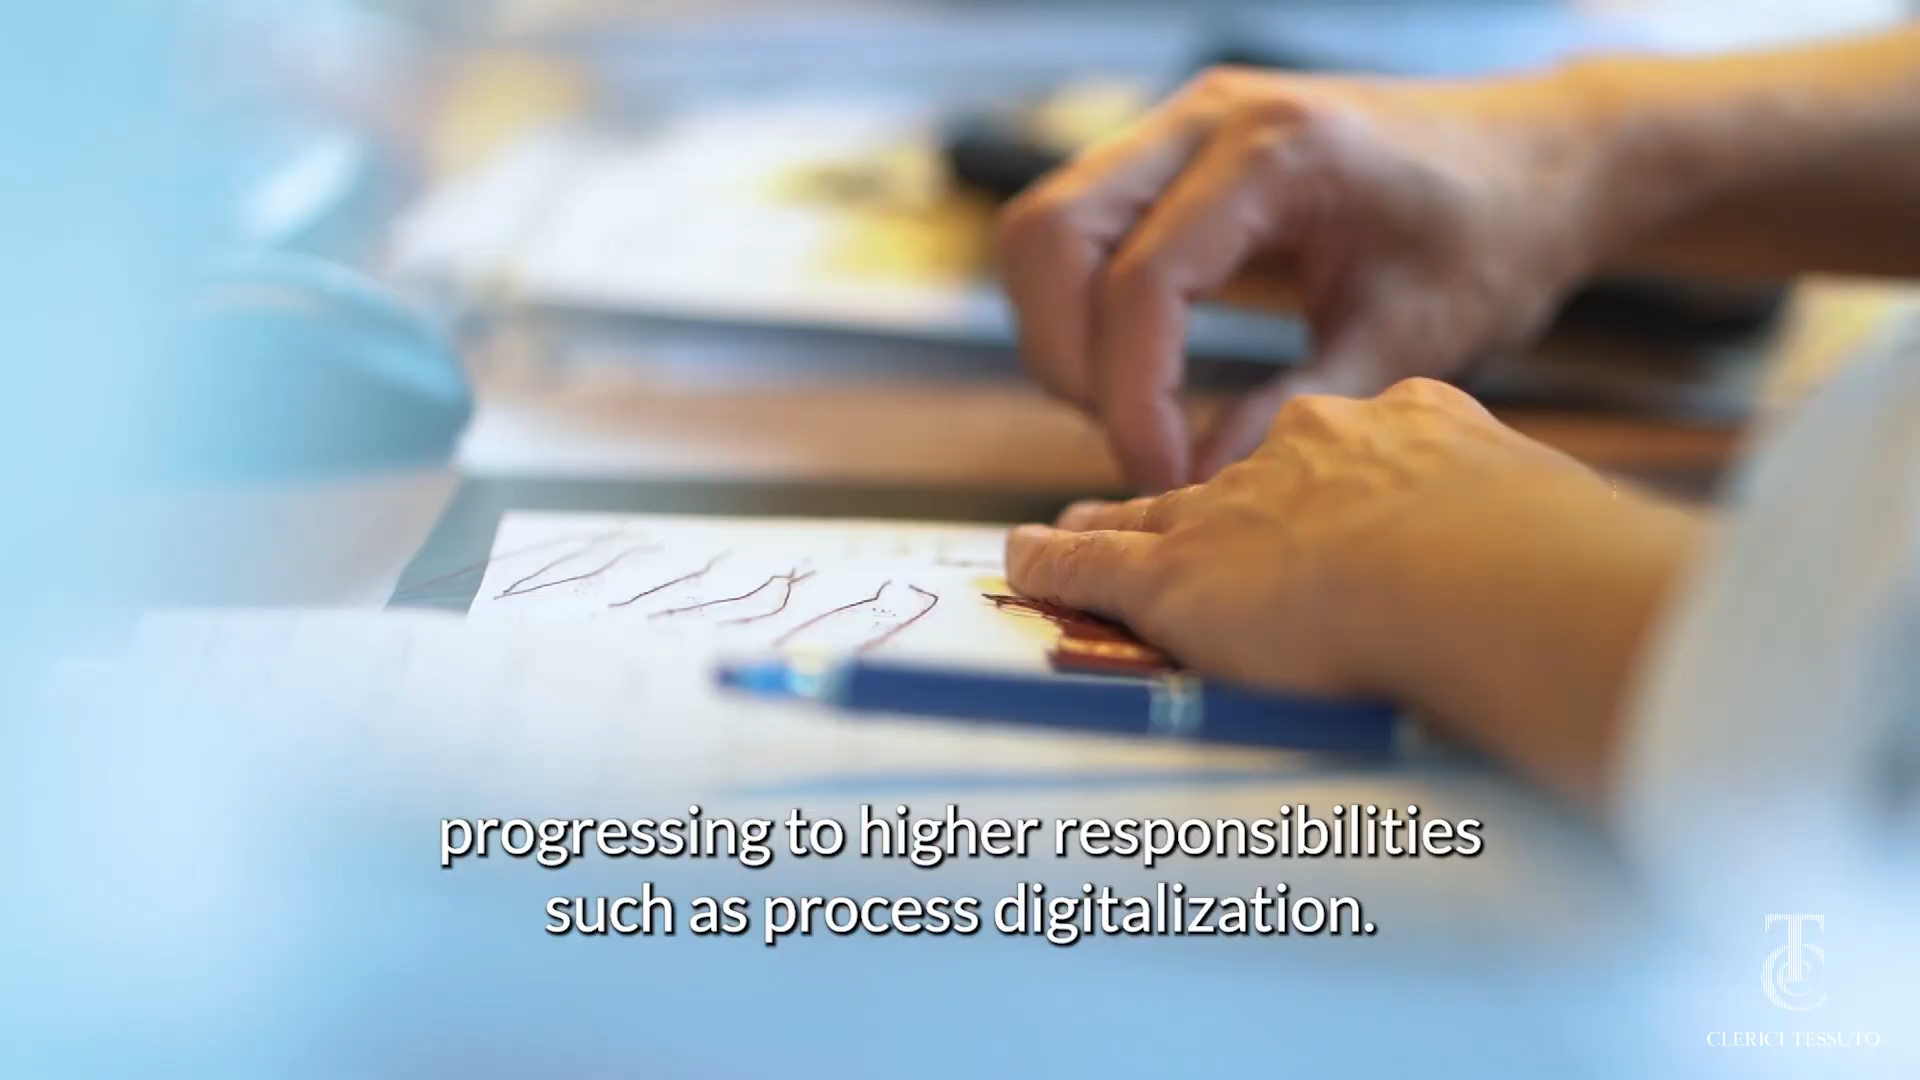 progressing to higher responsibilities
such as process digitalization.
CLERICI TESSUTO